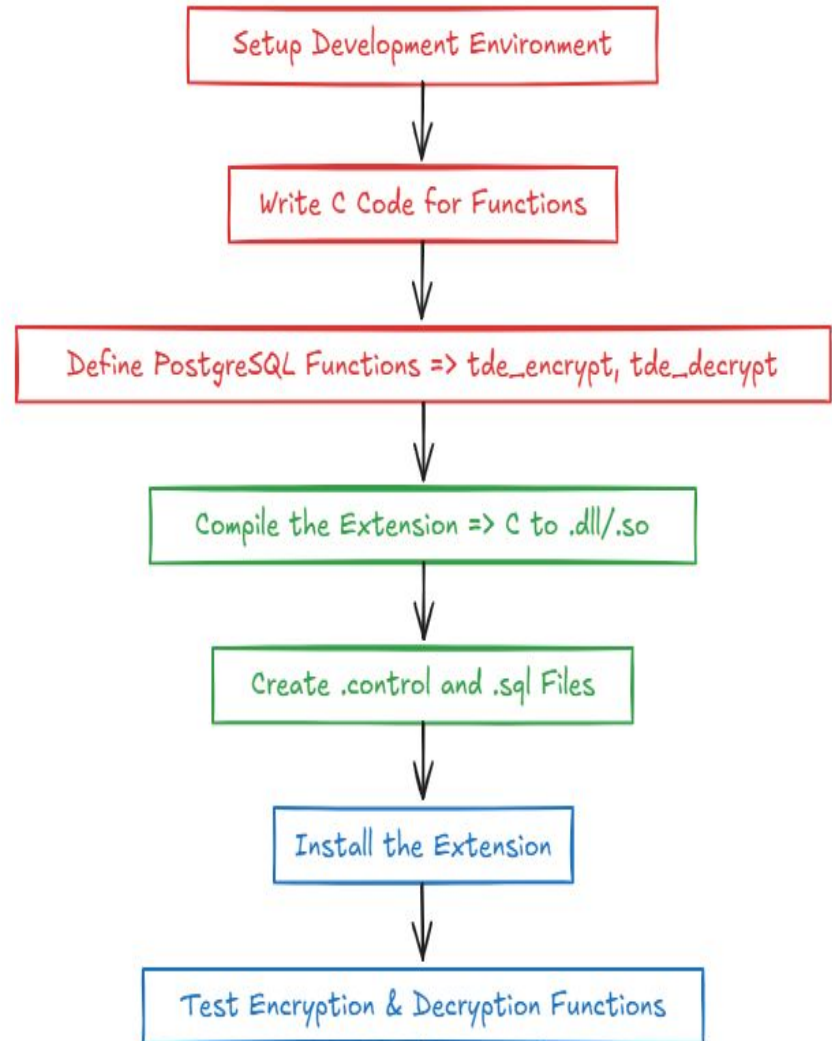 Setup Development Environment
Write C Code for Functions
Define PostgreSQL Functions => tde_encrypt, tde_decrypt
Compile the Extension => C to .dll/.so
Create .control and .sql Files
Install the Extension
Test Encryption & Decryption Functions